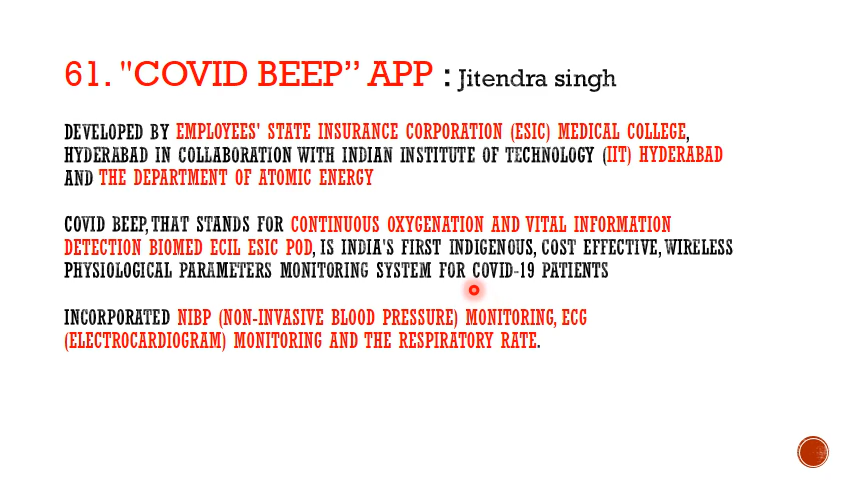 61. "COVID BEEP” APP : Jitendra singh
DEVELOPED BY EMPLOYEES' STATE INSURANCE CORPORATION (ESIC) MEDICAL COLLEGE,
HYDERABAD IN COLLABORATION WITH INDIAN INSTITUTE OF TECHNOLOGY (IIT) HYDERABAD
AND THE DEPARTMENT OF ATOMIC ENERGY
COVID BEEP, THAT STANDS FOR CONTINUOUS OXYGENATION AND VITAL INFORMATION
DETECTION BIOMED ECIL ESIC POD, IS INDIA'S FIRST INDIGENOUS, COST EFFECTIVE, WIRELESS
PHYSIOLOGICAL PARAMETERS MONITORING SYSTEM FOR COVID-19 PATIENTS
INCORPORATED NIBP (NON-INVASIVE BLOOD PRESSURE) MONITORING, ECG
(ELECTROCARDIOGRAM) MONITORING AND THE RESPIRATORY RATE.